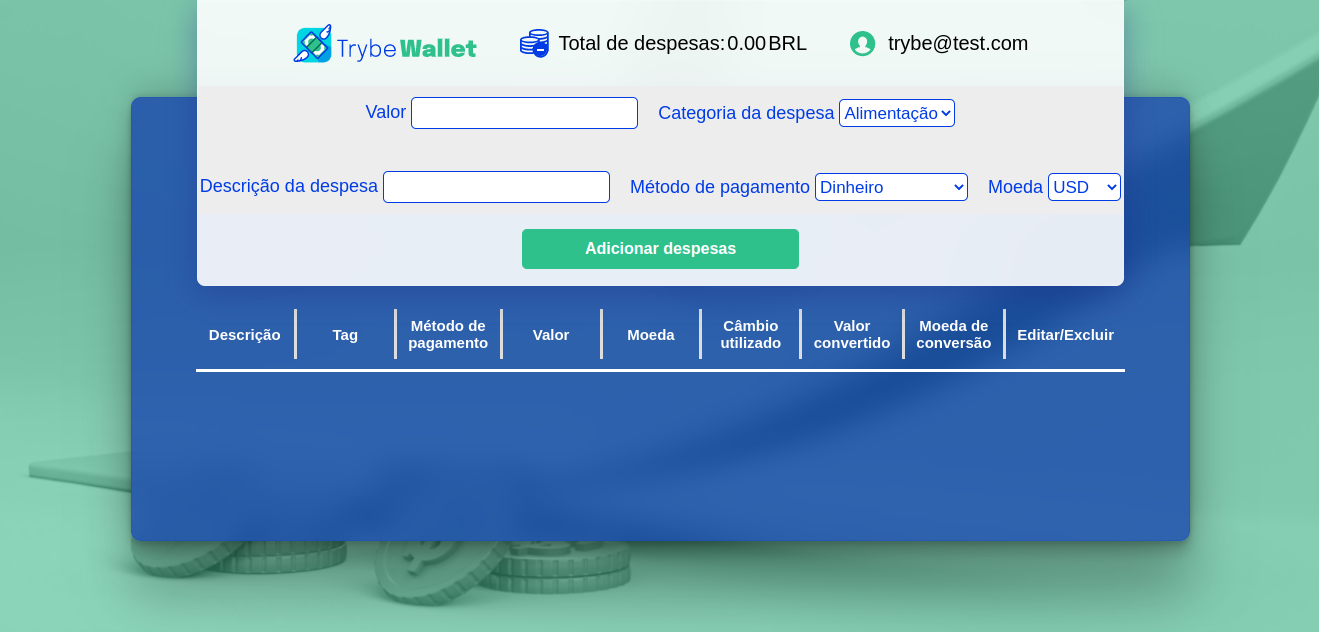 TrybeWallet Total de despesas: 0.00 BRL trybe@test.com
Valor Categoria da despesa Alimentação
Descrição da despesa Método de pagamento Dinheiro Moeda USD
Adicionar despesas
Descrição Tag Método de pagamento Valor Moeda Câmbio utilizado Valor convertido Moeda de conversão Editar/Excluir